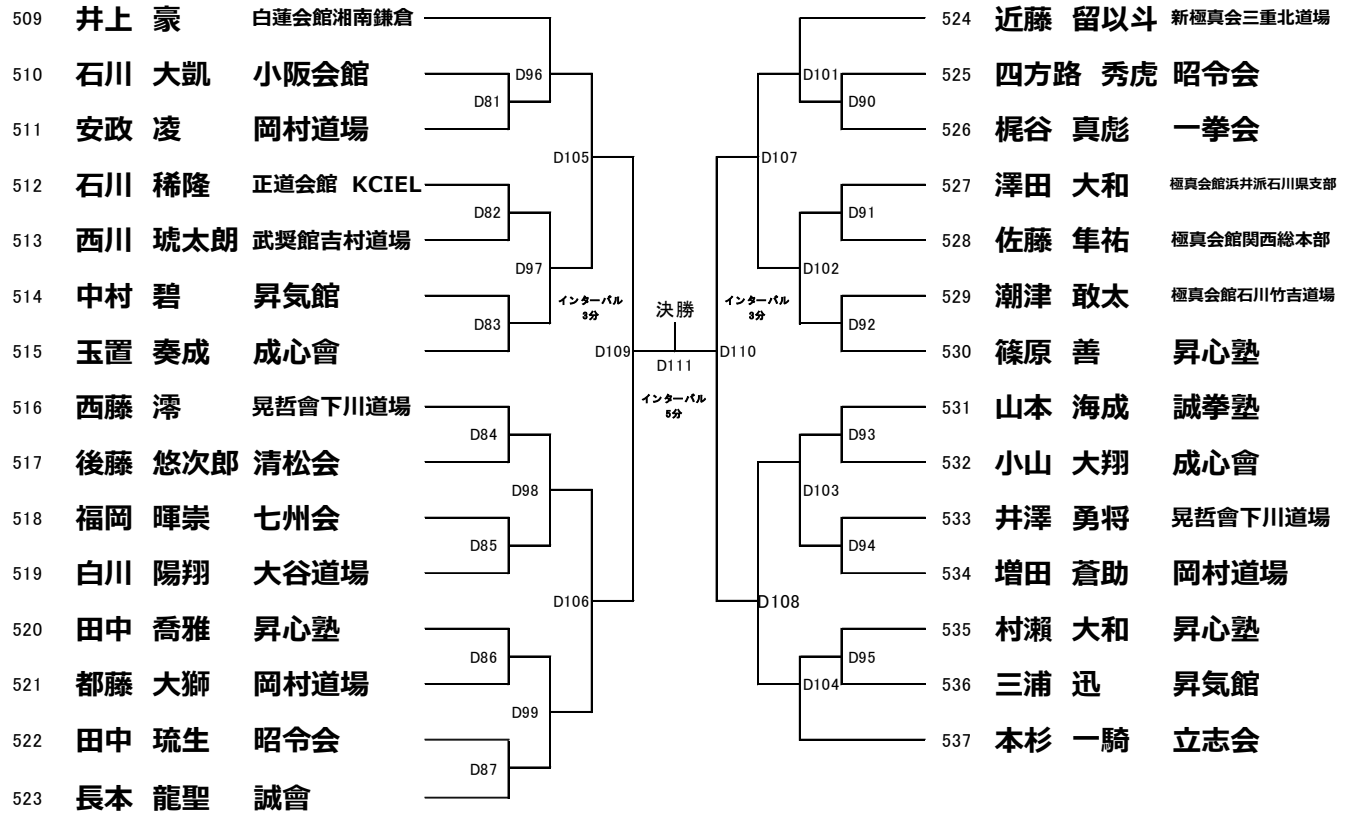 509 井上 豪 白蓮会館湘南鎌倉
510 石川 大凱 小阪会館
511 安政 凌 岡村道場
512 石川 稀隆 正道会館 KCIEL
513 西川 琥太朗 武奨館吉村道場
514 中村 碧 昇気館
515 玉置 奏成 成心會
516 西藤 澪 晃哲會下川道場
517 後藤 悠次郎 清松会
518 福岡 暉崇 七州会
519 白川 陽翔 大谷道場
520 田中 喬雅 昇心塾
521 都藤 大獅 岡村道場
522 田中 琉生 昭令会
523 長本 龍聖 誠會
D81
D82
D83
D84
D85
D86
D87
D96
D97
D98
D99
D105
D106
インターバル
3分
D109
決勝
D111
インターバル
5分
インターバル
3分
D110
D107
D108
D101
D102
D103
D104
D90
D91
D92
D93
D94
D95
524 近藤 留以斗 新極真会三重北道場
525 四方路 秀虎 昭令会
526 梶谷 真彪 一拳会
527 澤田 大和 極真会館浜井派石川県支部
528 佐藤 隼祐 極真会館関西総本部
529 潮津 敢太 極真会館石川竹吉道場
530 篠原 善 昇心塾
531 山本 海成 誠拳塾
532 小山 大翔 成心會
533 井澤 勇将 晃哲會下川道場
534 増田 蒼助 岡村道場
535 村瀬 大和 昇心塾
536 三浦 迅 昇気館
537 本杉 一騎 立志会